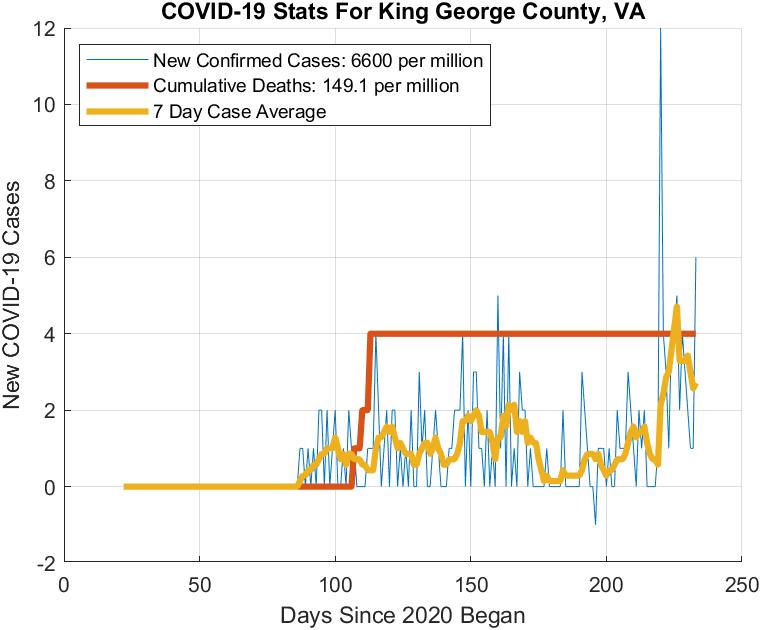 COVID-19 Stats For King George County, VA
New Confirmed Cases: 6600 per million
Cumulative Deaths: 149.1 per million
7 Day Case Average
New COVID-19 Cases
12
10
8
6
4
2
0
-2
0 50 100 150 200 250
Days Since 2020 Began